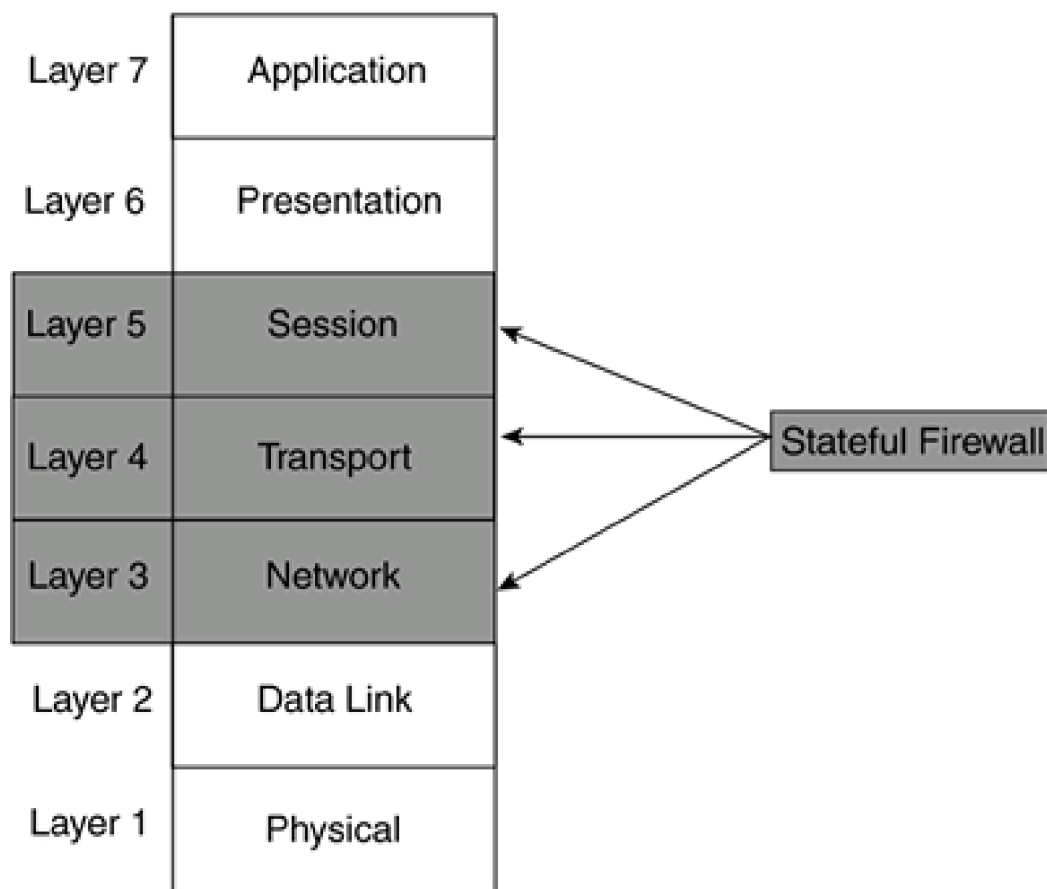 Layer 7 Application
Layer 6 Presentation
Layer 5 Session
Layer 4 Transport
Stateful Firewall
Layer 3 Network
Layer 2 Data Link
Layer 1 Physical